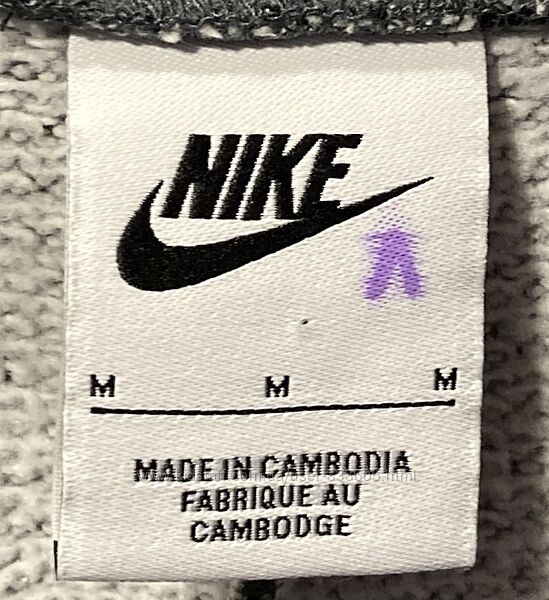 NIKE
M M M
MADE IN CAMBODIA
FABRIQUE AU
CAMBODGE